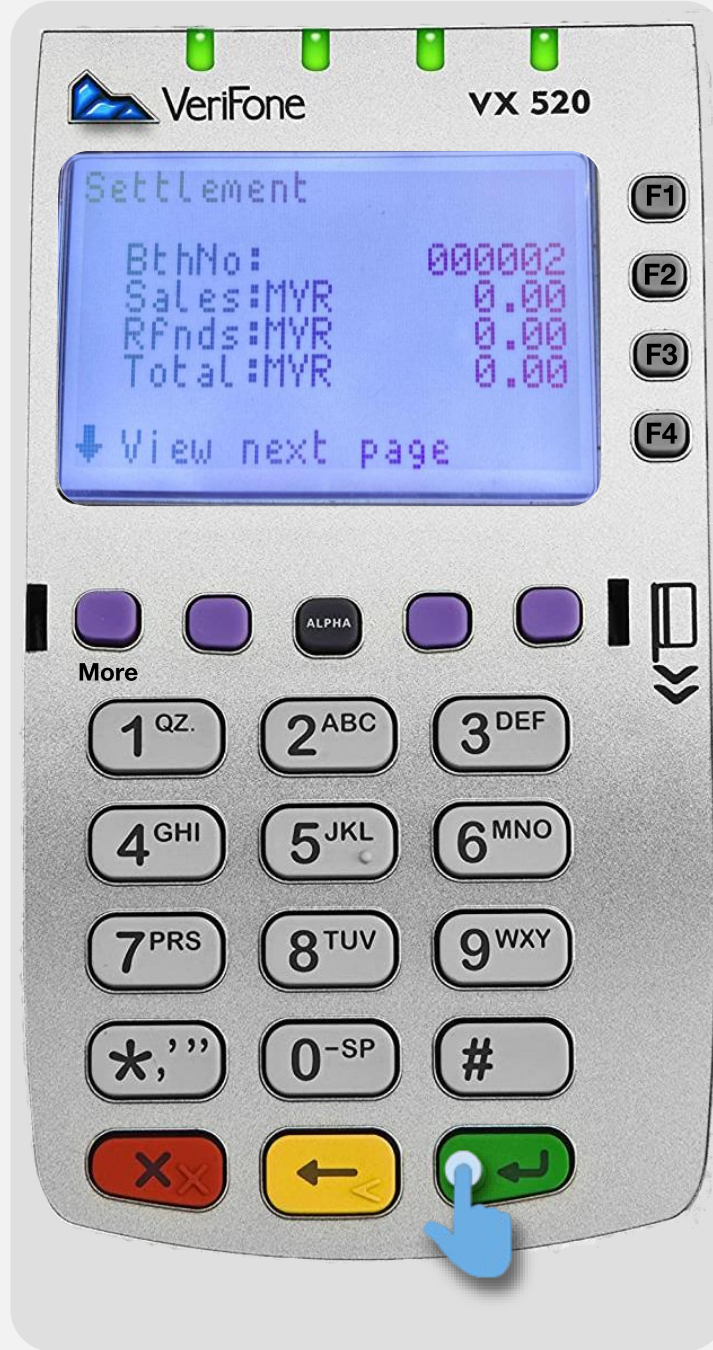 VeriFone VX 520
Settlement
BthNo: 000002
Sales:MYR 0.00
Rfnds:MYR 0.00
Total:MYR 0.00
View next page
F1
F2
F3
F4
ALPHA
More
1 QZ. 2 ABC 3 DEF
4 GHI 5 JKL 6 MNO
7 PRS 8 TUV 9 WXY
*,'" 0 -SP #